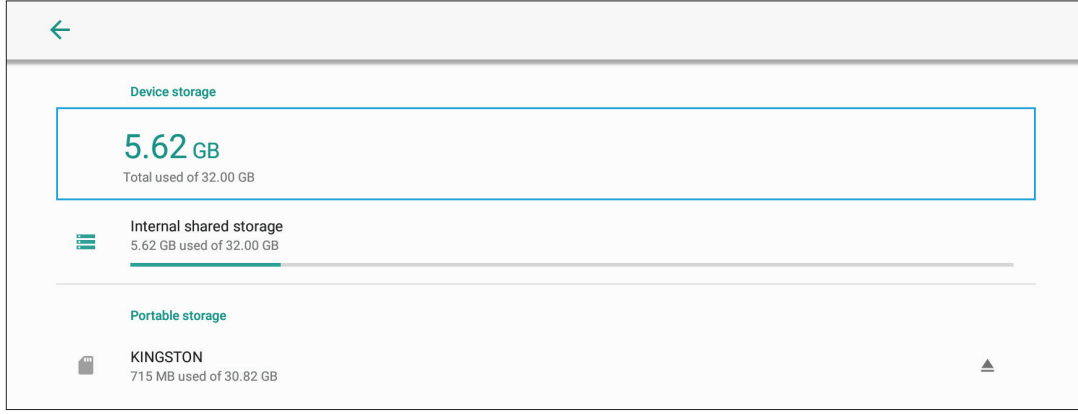 Device storage
5.62 GB
Total used of 32.00 GB
Internal shared storage
5.62 GB used of 32.00 GB
Portable storage
KINGSTON
715 MB used of 30.82 GB